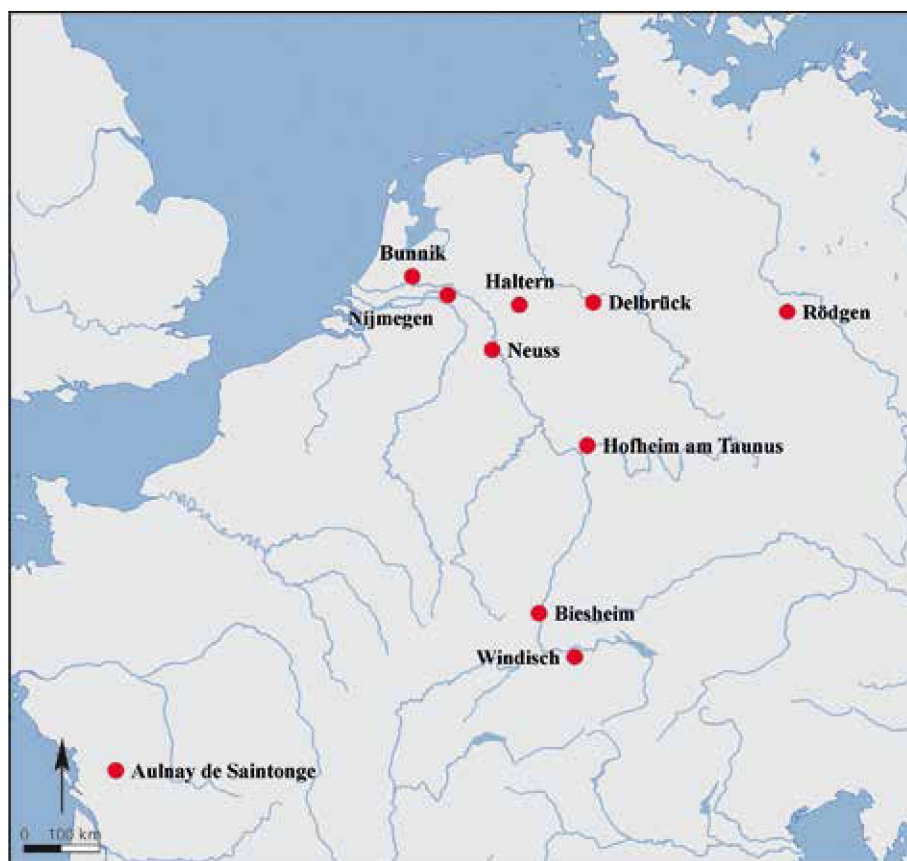 Bunnik
Haltern
Nijmegen
Delbrück
Rödgen
Neuss
Hofheim am Taunus
Biesheim
Windisch
Aulnay de Saintonge
0 100 km